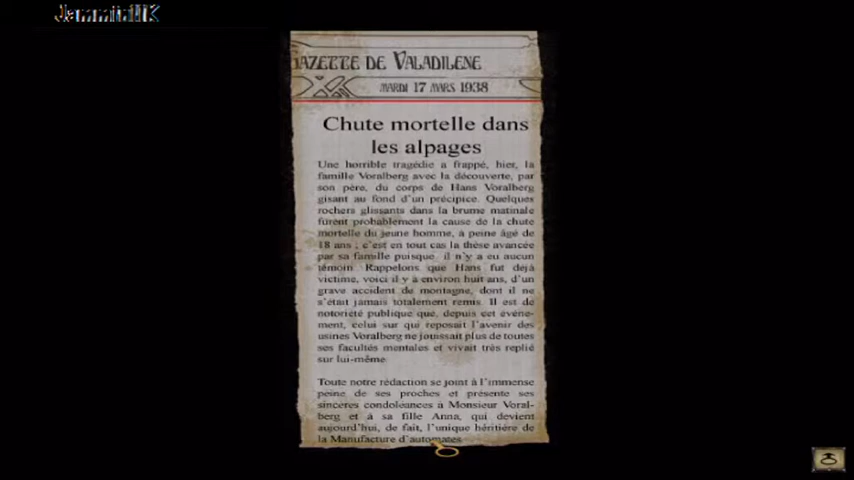 JamminIIK
GAZETTE DE VALADILENE
MARDI 17 MARS 1938
Chute mortelle dans
les alpages
Une horrible tragédie a frappé, hier, la
famille Voralberg avec la découverte, par
son père, du corps de Hans Voralberg
gisant au fond d'un précipice. Quelques
rochers glissants dans la brume matinale
furent probablement la cause de la chute
mortelle du jeune homme, à peine âgé de
18 ans ; c'est en tout cas la thèse avancée
par sa famille puisque, il n'y a eu aucun
témoin. Rappelons que Hans fut déjà
victime, voici il y a environ huit ans, d'un
grave accident de montagne, dont il ne
s'était jamais totalement remis. Il est de
notoriété publique que, depuis cet événe-
ment, celui sur qui reposait l'avenir des
usines Voralberg ne jouissait plus de toutes
ses facultés mentales et vivait très replié
sur lui-même.
Toute notre rédaction se joint à l'immense
peine de ses proches et présente ses
sincères condoléances à Monsieur Voral-
berg et à sa fille Anna, qui devient
aujourd'hui, de fait, l'unique héritière de
la Manufacture d'automates